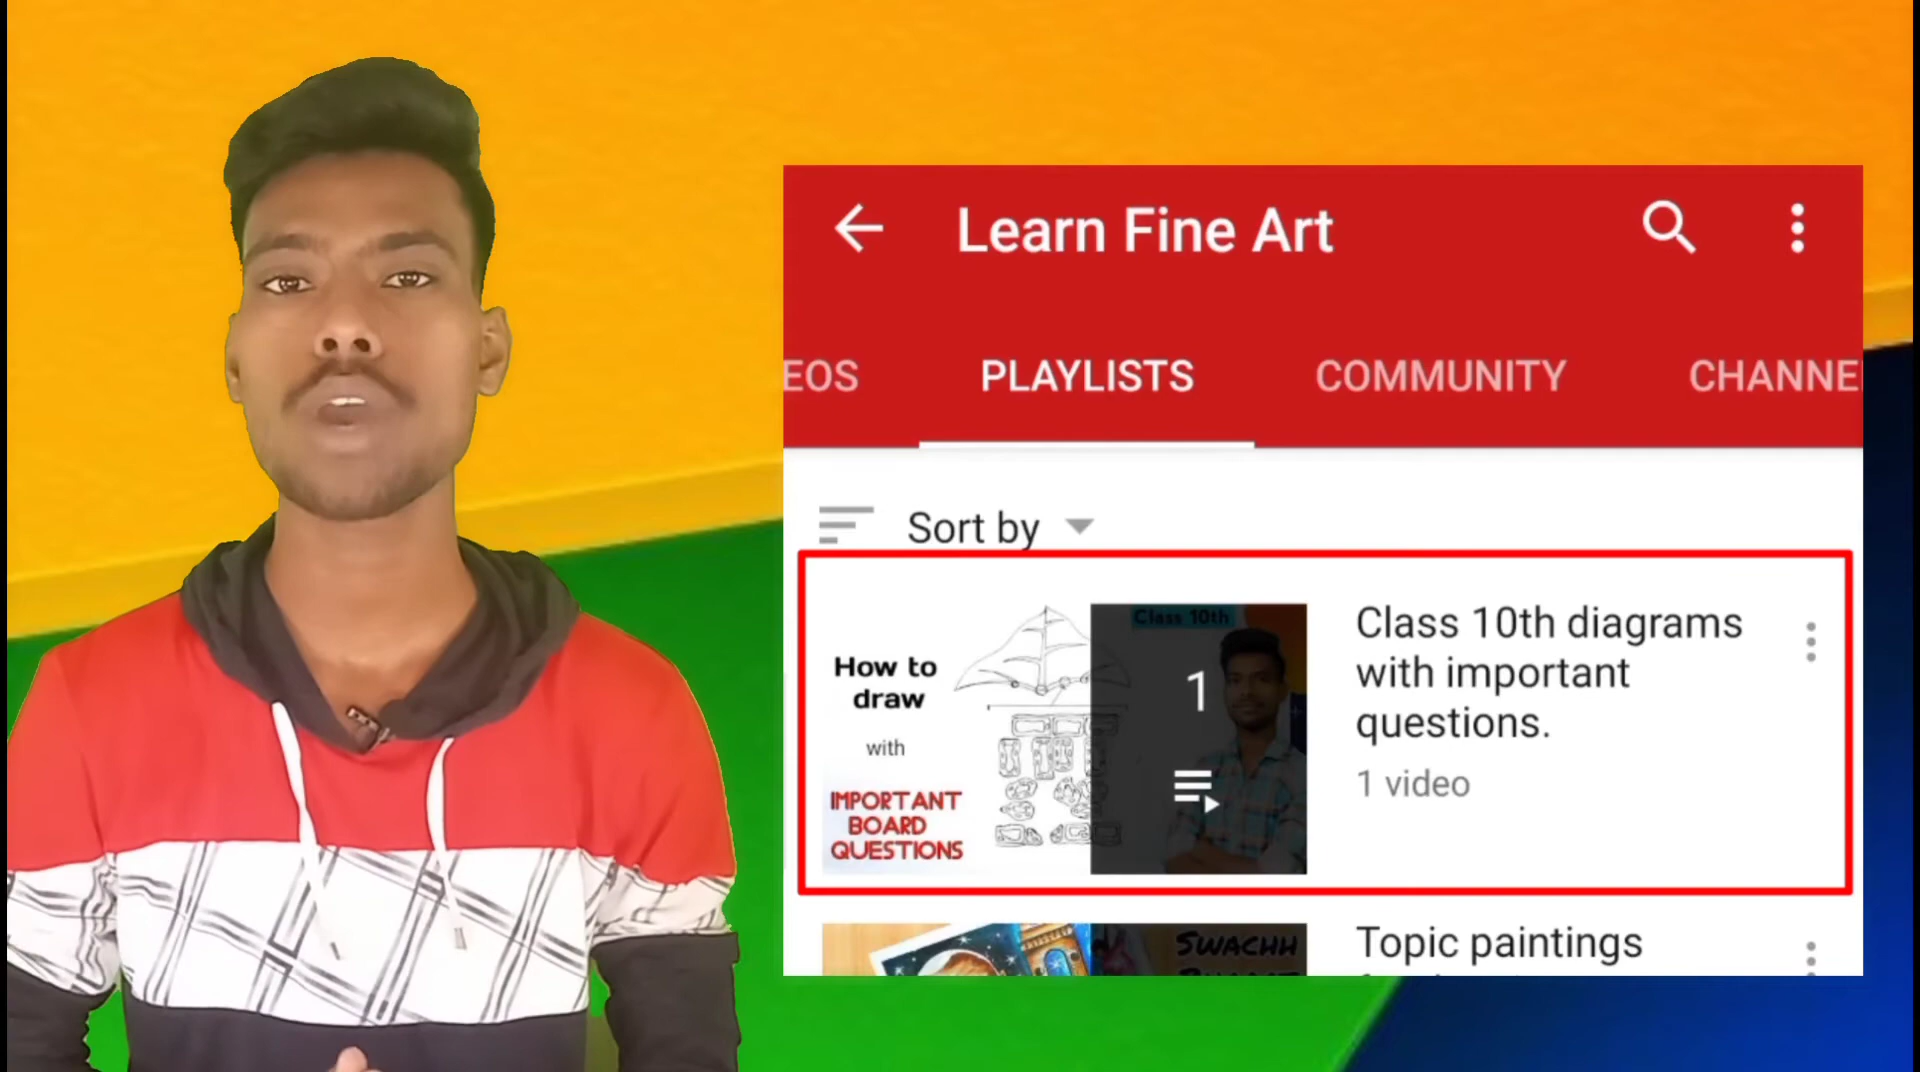 Learn Fine Art
EOS PLAYLISTS COMMUNITY CHANNE
Sort by
How to
draw
with
IMPORTANT
BOARD
QUESTIONS
Class 10th
1
Class 10th diagrams
with important
questions.
1 video
SWACHH
Topic paintings